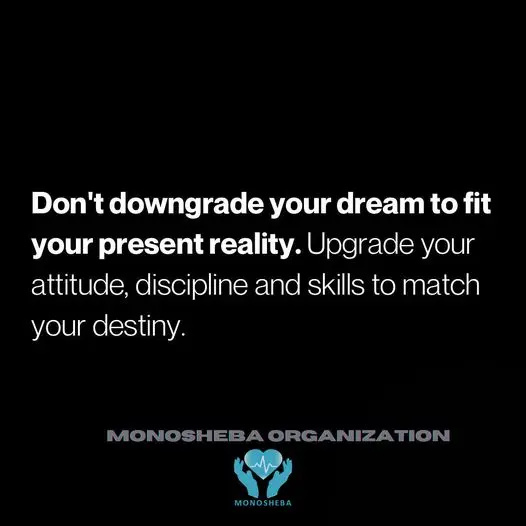 Don't downgrade your dream to fit
your present reality. Upgrade your
attitude, discipline and skills to match
your destiny.
MONOSHEBA ORGANIZATION
MONOSHEBA